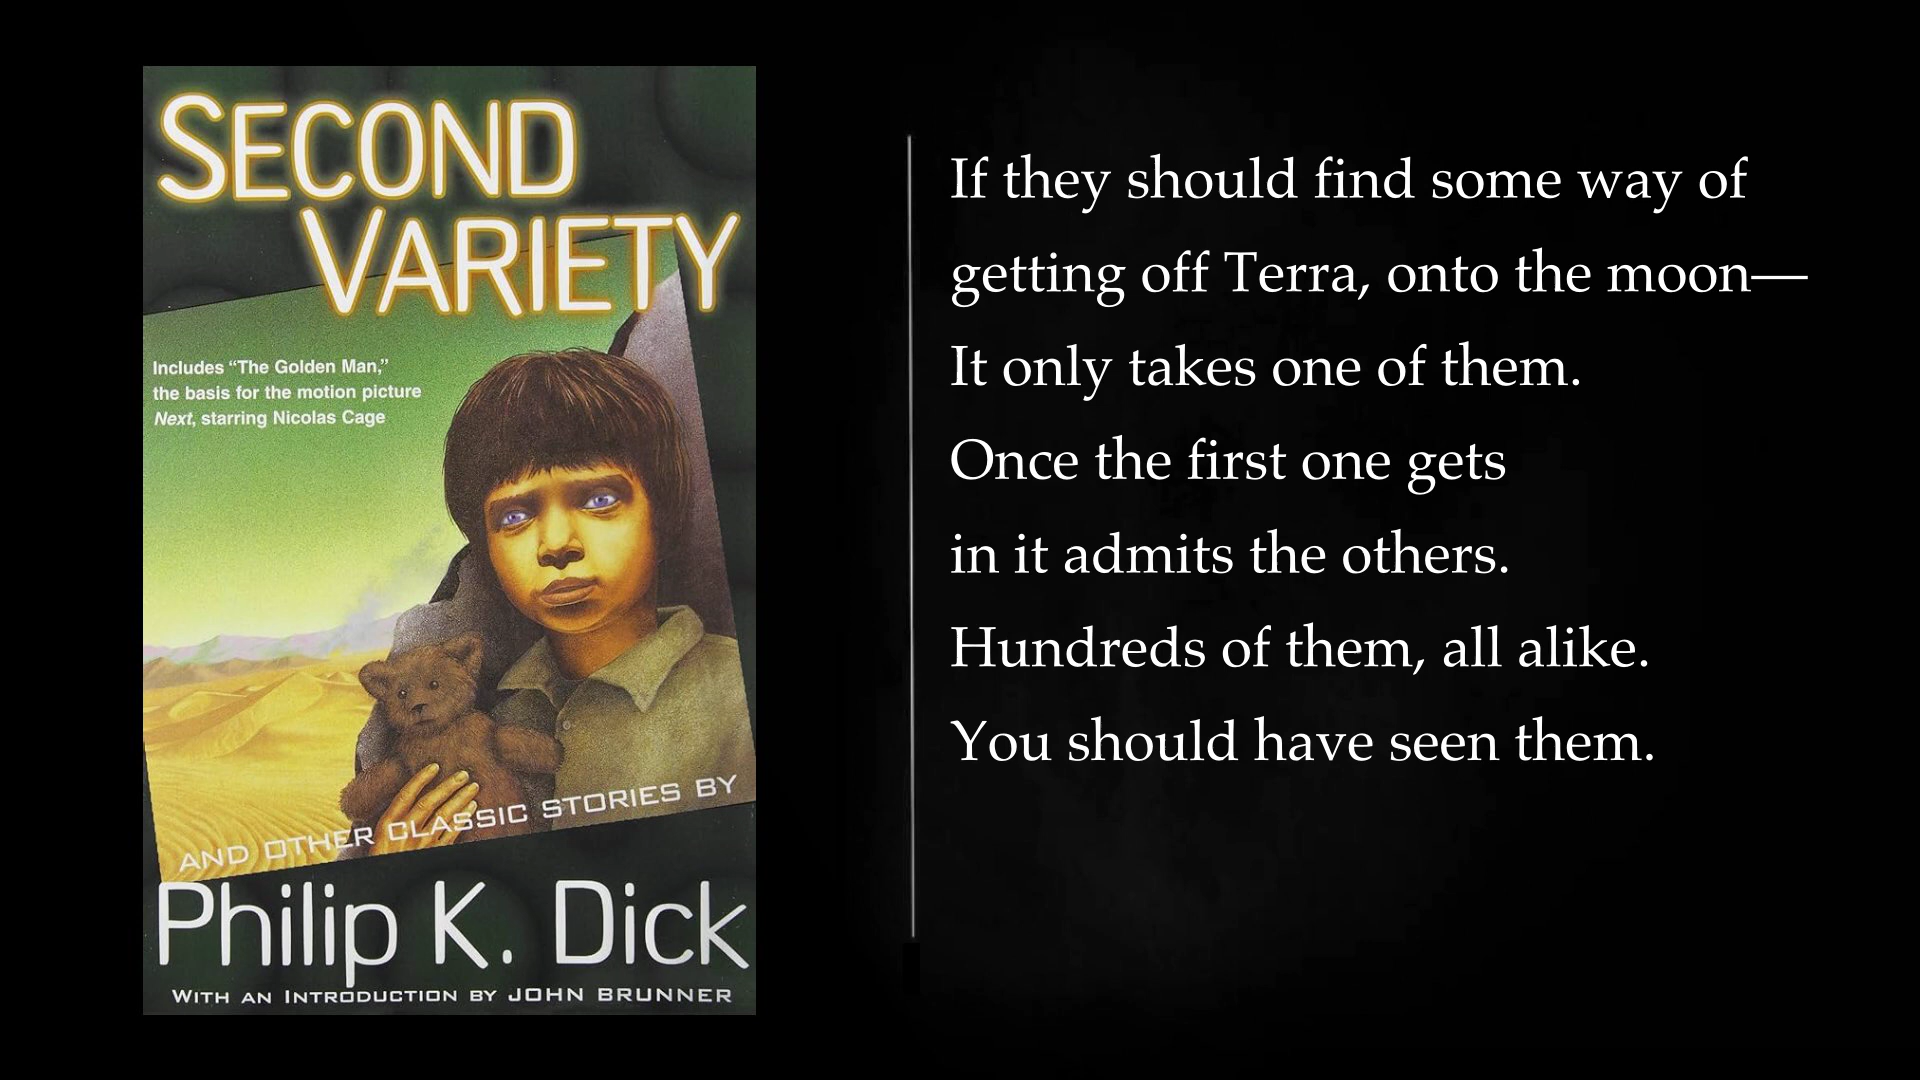 SECOND
VARIETY
Includes “The Golden Man,”
the basis for the motion picture
Next, starring Nicolas Cage
AND OTHER CLASSIC STORIES BY
Philip K. Dick
WITH AN INTRODUCTION BY JOHN BRUNNER
If they should find some way of
getting off Terra, onto the moon—
It only takes one of them.
Once the first one gets
in it admits the others.
Hundreds of them, all alike.
You should have seen them.